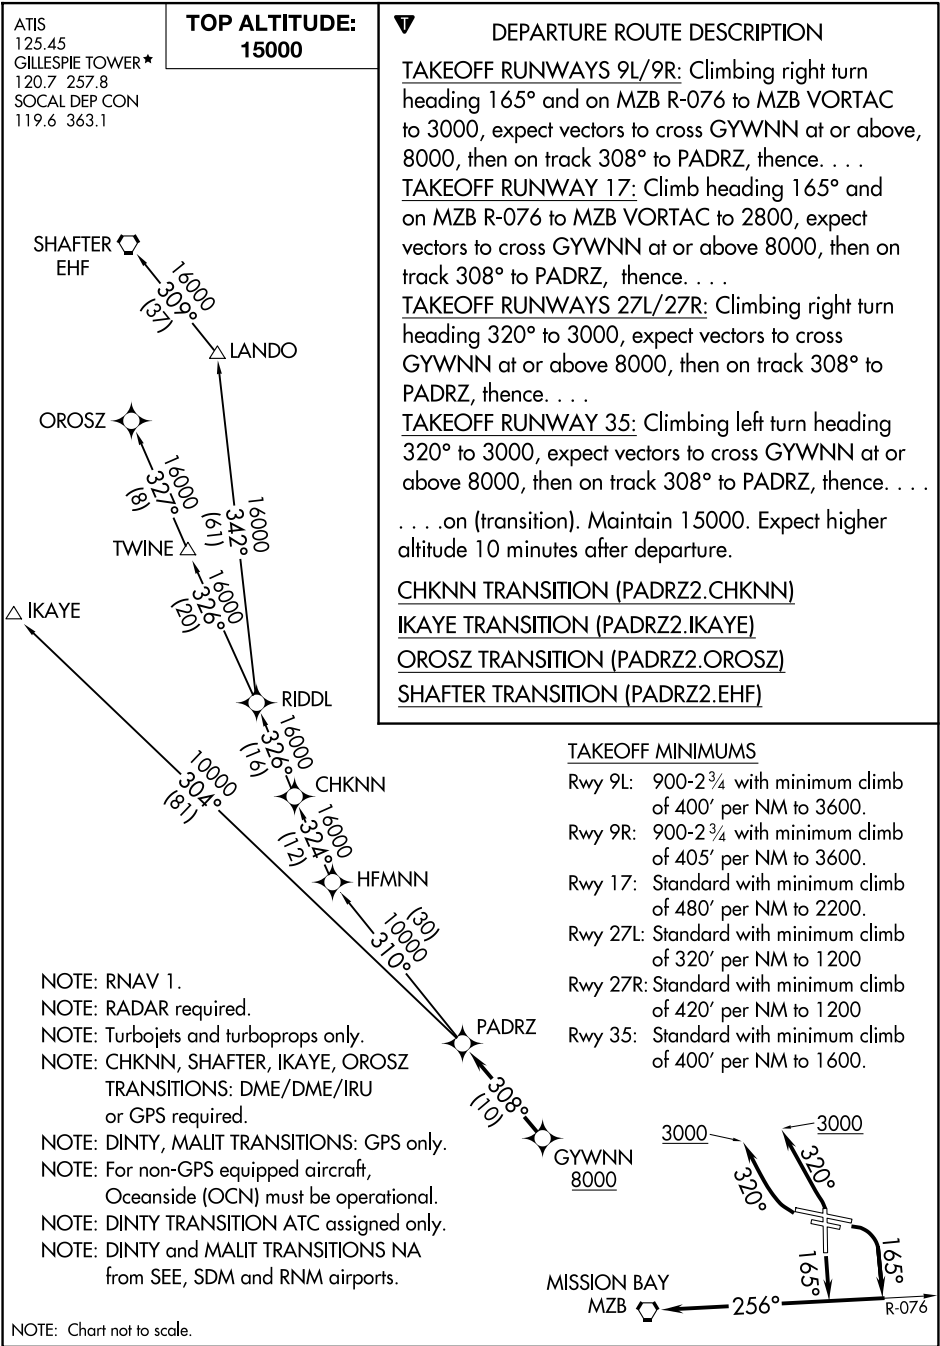 ATIS
125.45
GILLESPIE TOWER★
120.7 257.8
SOCAL DEP CON
119.6 363.1
TOP ALTITUDE:
15000
T
DEPARTURE ROUTE DESCRIPTION
TAKEOFF RUNWAYS 9L/9R: Climbing right turn
heading 165° and on MZB R-076 to MZB VORTAC
to 3000, expect vectors to cross GYWNN at or above,
8000, then on track 308° to PADRZ, thence. . . .
TAKEOFF RUNWAY 17: Climb heading 165° and
on MZB R-076 to MZB VORTAC to 2800, expect
vectors to cross GYWNN at or above 8000, then on
track 308° to PADRZ, thence. . . .
TAKEOFF RUNWAYS 27L/27R: Climbing right turn
heading 320° to 3000, expect vectors to cross
GYWNN at or above 8000, then on track 308° to
PADRZ, thence. . . .
TAKEOFF RUNWAY 35: Climbing left turn heading
320° to 3000, expect vectors to cross GYWNN at or
above 8000, then on track 308° to PADRZ, thence. . . .
. . . .on (transition). Maintain 15000. Expect higher
altitude 10 minutes after departure.
CHKNN TRANSITION (PADRZ2.CHKNN)
IKAYE TRANSITION (PADRZ2.IKAYE)
OROSZ TRANSITION (PADRZ2.OROSZ)
SHAFTER TRANSITION (PADRZ2.EHF)
SHAFTER
EHF
16000
309°
(37)
LANDO
OROSZ
16000
327°
(8)
16000
342°
(61)
TWINE
16000
326°
(20)
IKAYE
RIDDL
16000
326°
(16)
CHKNN
10000
304°
(81)
16000
324°
(12)
HFMNN
(30)
10000
310°
PADRZ
308°
(10)
GYWNN
8000
TAKEOFF MINIMUMS
Rwy 9L: 900-2¾ with minimum climb
of 400' per NM to 3600.
Rwy 9R: 900-2¾ with minimum climb
of 405' per NM to 3600.
Rwy 17: Standard with minimum climb
of 480' per NM to 2200.
Rwy 27L: Standard with minimum climb
of 320' per NM to 1200
Rwy 27R: Standard with minimum climb
of 420' per NM to 1200
Rwy 35: Standard with minimum climb
of 400' per NM to 1600.
NOTE: RNAV 1.
NOTE: RADAR required.
NOTE: Turbojets and turboprops only.
NOTE: CHKNN, SHAFTER, IKAYE, OROSZ
TRANSITIONS: DME/DME/IRU
or GPS required.
NOTE: DINTY, MALIT TRANSITIONS: GPS only.
NOTE: For non-GPS equipped aircraft,
Oceanside (OCN) must be operational.
NOTE: DINTY TRANSITION ATC assigned only.
NOTE: DINTY and MALIT TRANSITIONS NA
from SEE, SDM and RNM airports.
3000
3000
320°
320°
165°
165°
MISSION BAY
MZB
256°
R-076
NOTE: Chart not to scale.